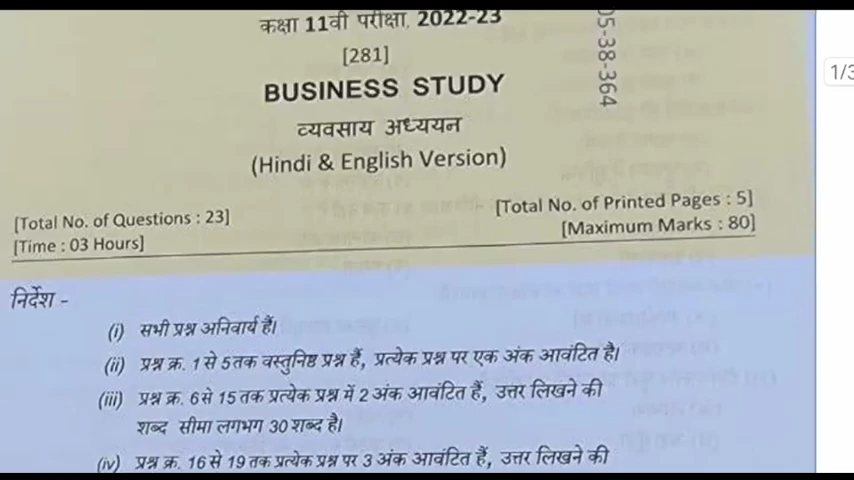 कक्षा 11वी परीक्षा, 2022-23
[281]
BUSINESS STUDY
व्यवसाय अध्ययन
(Hindi & English Version)
05-38-364
1/3
[Total No. of Questions : 23]
[Total No. of Printed Pages : 5]
[Time : 03 Hours]
[Maximum Marks : 80]
निर्देश -
(i) सभी प्रश्न अनिवार्य हैं।
(ii) प्रश्न क्र. 1 से 5 तक वस्तुनिष्ठ प्रश्न हैं, प्रत्येक प्रश्न पर एक अंक आवंटित है।
(iii) प्रश्न क्र. 6 से 15 तक प्रत्येक प्रश्न में 2 अंक आवंटित हैं, उत्तर लिखने की
शब्द सीमा लगभग 30 शब्द है।
(iv) प्रश्न क्र. 16 से 19 तक प्रत्येक प्रश्न पर 3 अंक आवंटित हैं, उत्तर लिखने की